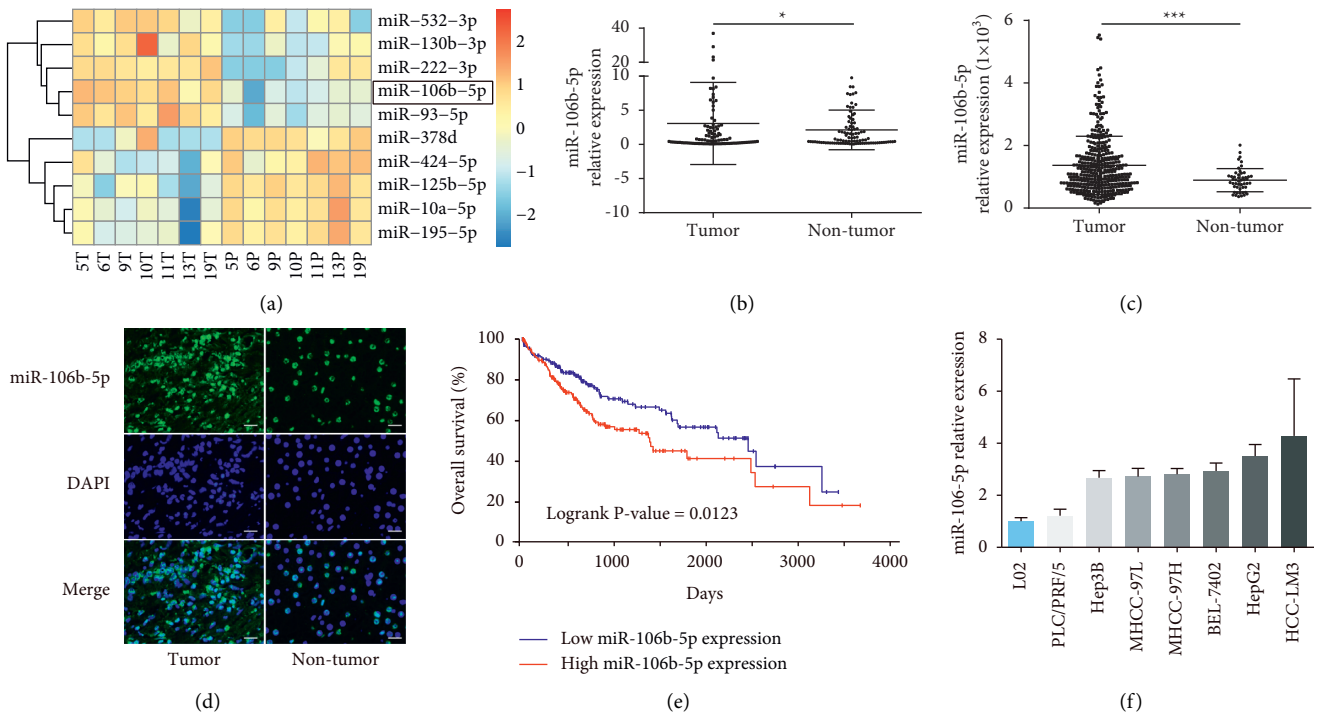 miR−532−3p
miR−130b−3p
miR−222−3p
miR−106b−5p
miR−93−5p
miR−378d
miR−424−5p
miR−125b−5p
miR−10a−5p
miR−195−5p
2
1
0
−1
−2
5T
6T
9T
10T
11T
13T
19T
5P
6P
9P
10P
11P
13P
19P
(a)
miR-106b-5p
relative expression
40
20
10
5
0
-5
-10
*
Tumor
Non-tumor
(b)
miR-106b-5p
relative expression (1×10⁵)
6
4
2
0
***
Tumor
Non-tumor
(c)
miR-106b-5p
DAPI
Merge
Tumor
Non-tumor
(d)
Overall survival (%)
100
80
60
40
20
0
Logrank P-value = 0.0123
0
1000
2000
3000
4000
Days
Low miR-106b-5p expression
High miR-106b-5p expression
(e)
miR-106-5p relative exression
8
6
4
2
0
L02
PLC/PRF/5
Hep3B
MHCC-97L
MHCC-97H
BEL-7402
HepG2
HCC-LM3
(f)